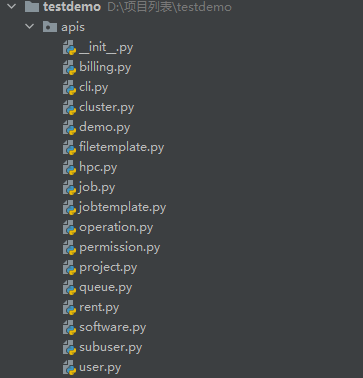 testdemo D:\项目列表\testdemo
apis
__init__.py
billing.py
cli.py
cluster.py
demo.py
filetemplate.py
hpc.py
job.py
jobtemplate.py
operation.py
permission.py
project.py
queue.py
rent.py
software.py
subuser.py
user.py